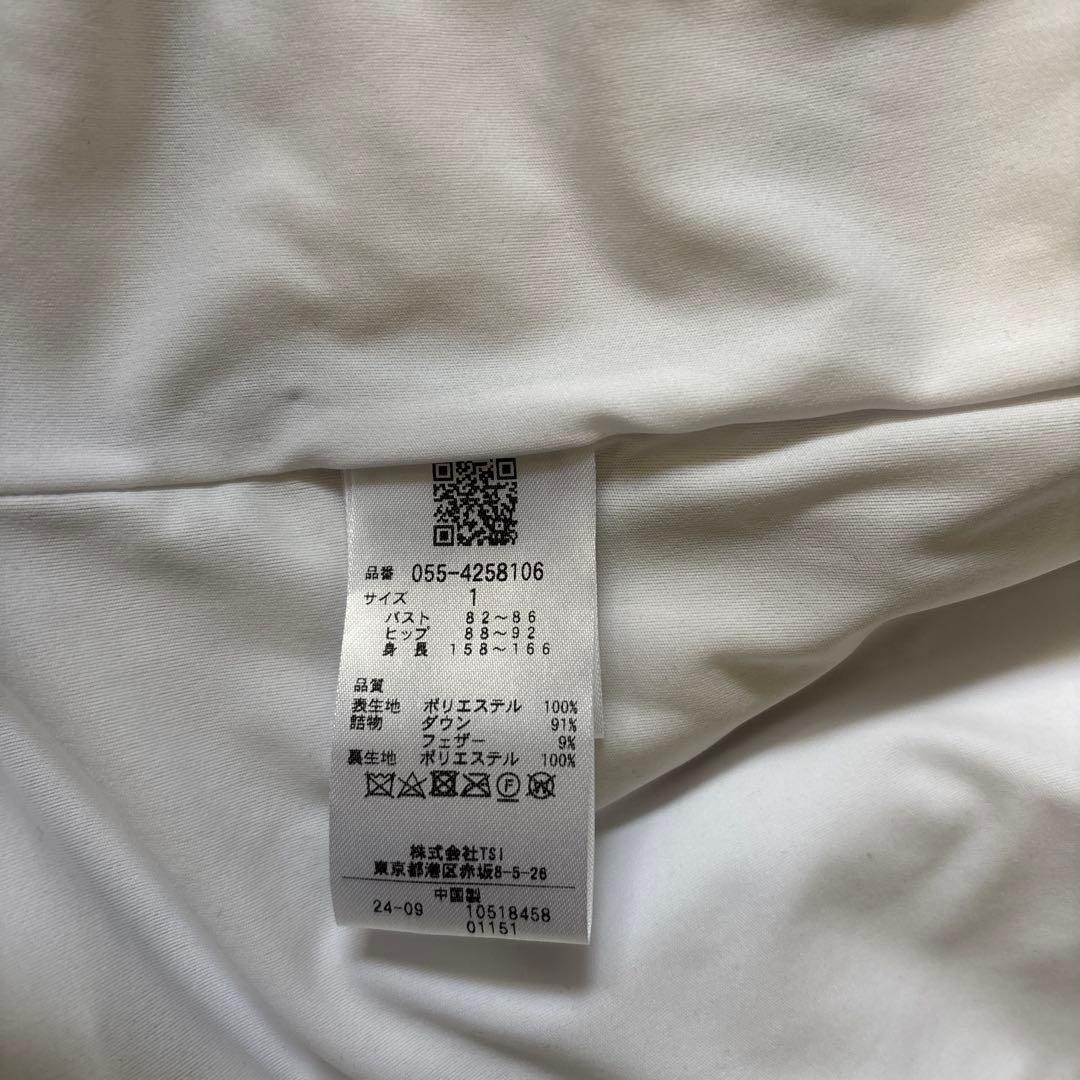 品番 055-4258106
サイズ 1
バスト 82～86
ヒップ 88～92
身長 158～166
品質
表生地 ポリエステル 100%
詰物 ダウン 91%
フェザー 9%
裏生地 ポリエステル 100%
F W
株式会社TSI
東京都港区赤坂8-5-26
中国製
24-09 10518458
01151